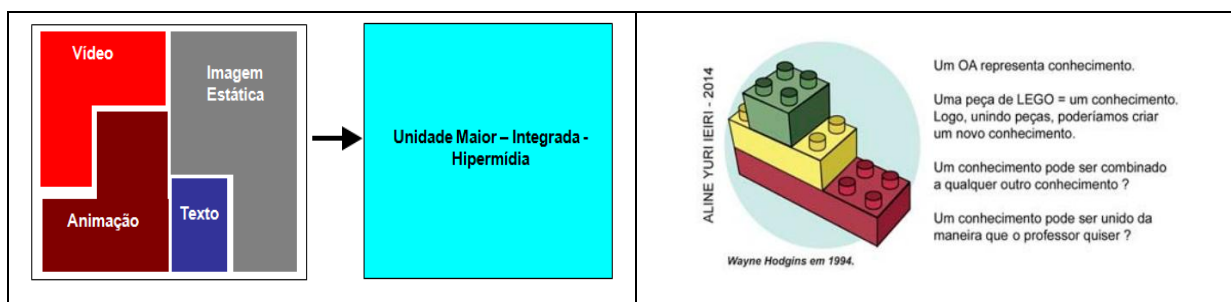 Vídeo
Imagem
Estática
Animação
Texto
Unidade Maior – Integrada -
Hipermídia
ALINE YURI IEIRI - 2014
Um OA representa conhecimento.
Uma peça de LEGO = um conhecimento.
Logo, unindo peças, poderíamos criar
um novo conhecimento.
Um conhecimento pode ser combinado
a qualquer outro conhecimento ?
Um conhecimento pode ser unido da
maneira que o professor quiser ?
Wayne Hodgins em 1994.